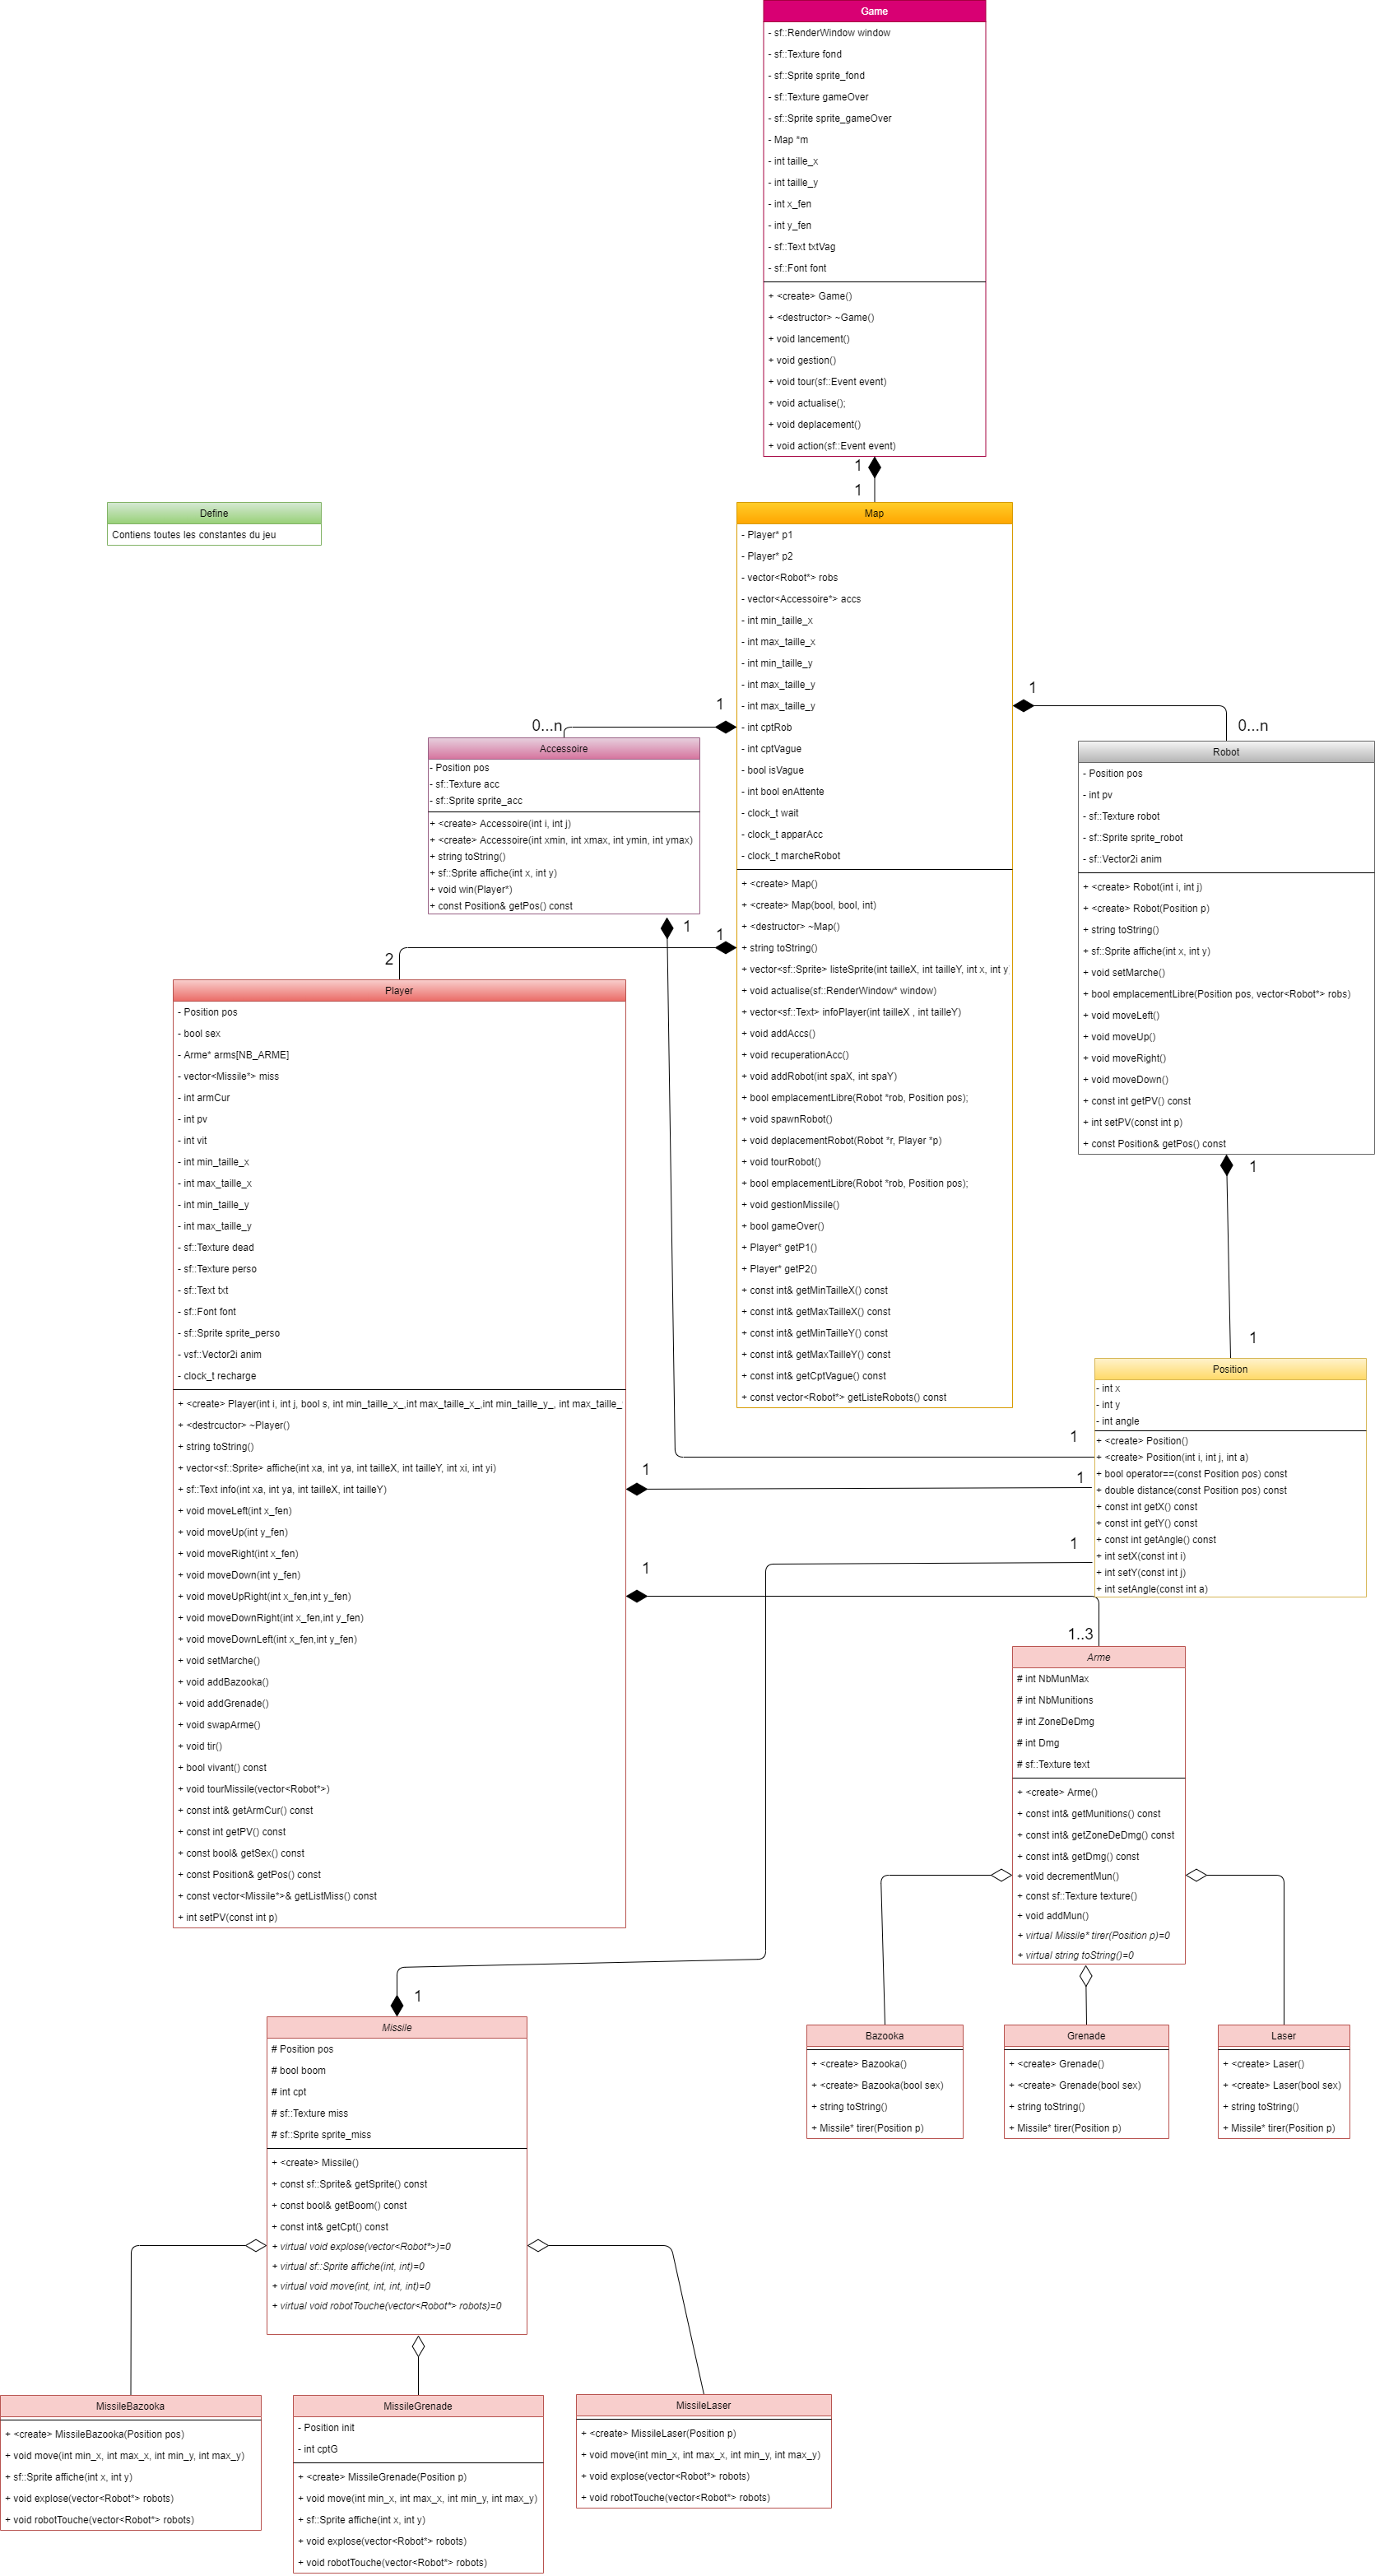 Game
- sf::RenderWindow window
- sf::Texture fond
- sf::Sprite sprite_fond
- sf::Texture gameOver
- sf::Sprite sprite_gameOver
- Map *m
- int taille_x
- int taille_y
- int x_fen
- int y_fen
- sf::Text txtVag
- sf::Font font
+ <create> Game()
+ <destructor> ~Game()
+ void lancement()
+ void gestion()
+ void tour(sf::Event event)
+ void actualise();
+ void deplacement()
+ void action(sf::Event event)
1
1
Define
Contiens toutes les constantes du jeu
Map
- Player* p1
- Player* p2
- vector<Robot*> robs
- vector<Accessoire*> accs
- int min_taille_x
- int max_taille_x
- int min_taille_y
- int max_taille_y
- int max_taille_y
- int cptRob
- int cptVague
- bool isVague
- int bool enAttente
- clock_t wait
- clock_t apparAcc
- clock_t marcheRobot
+ <create> Map()
+ <create> Map(bool, bool, int)
+ <destructor> ~Map()
+ string toString()
+ vector<sf::Sprite> listeSprite(int tailleX, int tailleY, int x, int y
+ void actualise(sf::RenderWindow* window)
+ vector<sf::Text> infoPlayer(int tailleX , int tailleY)
+ void addAccs()
+ void recuperationAcc()
+ void addRobot(int spaX, int spaY)
+ bool emplacementLibre(Robot *rob, Position pos);
+ void spawnRobot()
+ void deplacementRobot(Robot *r, Player *p)
+ void tourRobot()
+ bool emplacementLibre(Robot *rob, Position pos);
+ void gestionMissile()
+ bool gameOver()
+ Player* getP1()
+ Player* getP2()
+ const int& getMinTailleX() const
+ const int& getMaxTailleX() const
+ const int& getMinTailleY() const
+ const int& getMaxTailleY() const
+ const int& getCptVague() const
+ const vector<Robot*> getListeRobots() const
1
0...n
1
0...n
1
2
Accessoire
- Position pos
- sf::Texture acc
- sf::Sprite sprite_acc
+ <create> Accessoire(int i, int j)
+ <create> Accessoire(int xmin, int xmax, int ymin, int ymax)
+ string toString()
+ sf::Sprite affiche(int x, int y)
+ void win(Player*)
+ const Position& getPos() const
1
Robot
- Position pos
- int pv
- sf::Texture robot
- sf::Sprite sprite_robot
- sf::Vector2i anim
+ <create> Robot(int i, int j)
+ <create> Robot(Position p)
+ string toString()
+ sf::Sprite affiche(int x, int y)
+ void setMarche()
+ bool emplacementLibre(Position pos, vector<Robot*> robs)
+ void moveLeft()
+ void moveUp()
+ void moveRight()
+ void moveDown()
+ const int getPV() const
+ int setPV(const int p)
+ const Position& getPos() const
1
1
Player
- Position pos
- bool sex
- Arme* arms[NB_ARME]
- vector<Missile*> miss
- int armCur
- int pv
- int vit
- int min_taille_x
- int max_taille_x
- int min_taille_y
- int max_taille_y
- sf::Texture dead
- sf::Texture perso
- sf::Text txt
- sf::Font font
- sf::Sprite sprite_perso
- vsf::Vector2i anim
- clock_t recharge
+ <create> Player(int i, int j, bool s, int min_taille_x_,int max_taille_x_,int min_taille_y_, int max_taille_
+ <destrcuctor> ~Player()
+ string toString()
+ vector<sf::Sprite> affiche(int xa, int ya, int tailleX, int tailleY, int xi, int yi)
+ sf::Text info(int xa, int ya, int tailleX, int tailleY)
+ void moveLeft(int x_fen)
+ void moveUp(int y_fen)
+ void moveRight(int x_fen)
+ void moveDown(int y_fen)
+ void moveUpRight(int x_fen,int y_fen)
+ void moveDownRight(int x_fen,int y_fen)
+ void moveDownLeft(int x_fen,int y_fen)
+ void setMarche()
+ void addBazooka()
+ void addGrenade()
+ void swapArme()
+ void tir()
+ bool vivant() const
+ void tourMissile(vector<Robot*>)
+ const int& getArmCur() const
+ const int getPV() const
+ const bool& getSex() const
+ const Position& getPos() const
+ const vector<Missile*>& getListMiss() const
+ int setPV(const int p)
Position
- int x
- int y
- int angle
+ <create> Position()
+ <create> Position(int i, int j, int a)
+ bool operator==(const Position pos) const
+ double distance(const Position pos) const
+ const int getX() const
+ const int getY() const
+ const int getAngle() const
+ int setX(const int i)
+ int setY(const int j)
+ int setAngle(const int a)
1
1
1
1
1
1..3
Arme
# int NbMunMax
# int NbMunitions
# int ZoneDeDmg
# int Dmg
# sf::Texture text
+ <create> Arme()
+ const int& getMunitions() const
+ const int& getZoneDeDmg() const
+ const int& getDmg() const
+ void decrementMun()
+ const sf::Texture texture()
+ void addMun()
+ virtual Missile* tirer(Position p)=0
+ virtual string toString()=0
1
Missile
# Position pos
# bool boom
# int cpt
# sf::Texture miss
# sf::Sprite sprite_miss
+ <create> Missile()
+ const sf::Sprite& getSprite() const
+ const bool& getBoom() const
+ const int& getCpt() const
+ virtual void explose(vector<Robot*>)=0
+ virtual sf::Sprite affiche(int, int)=0
+ virtual void move(int, int, int, int)=0
+ virtual void robotTouche(vector<Robot*> robots)=0
Bazooka
+ <create> Bazooka()
+ <create> Bazooka(bool sex)
+ string toString()
+ Missile* tirer(Position p)
Grenade
+ <create> Grenade()
+ <create> Grenade(bool sex)
+ string toString()
+ Missile* tirer(Position p)
Laser
+ <create> Laser()
+ <create> Laser(bool sex)
+ string toString()
+ Missile* tirer(Position p)
MissileBazooka
+ <create> MissileBazooka(Position pos)
+ void move(int min_x, int max_x, int min_y, int max_y)
+ sf::Sprite affiche(int x, int y)
+ void explose(vector<Robot*> robots)
+ void robotTouche(vector<Robot*> robots)
MissileGrenade
- Position init
- int cptG
+ <create> MissileGrenade(Position p)
+ void move(int min_x, int max_x, int min_y, int max_y)
+ sf::Sprite affiche(int x, int y)
+ void explose(vector<Robot*> robots)
+ void robotTouche(vector<Robot*> robots)
MissileLaser
+ <create> MissileLaser(Position p)
+ void move(int min_x, int max_x, int min_y, int max_y)
+ void explose(vector<Robot*> robots)
+ void robotTouche(vector<Robot*> robots)